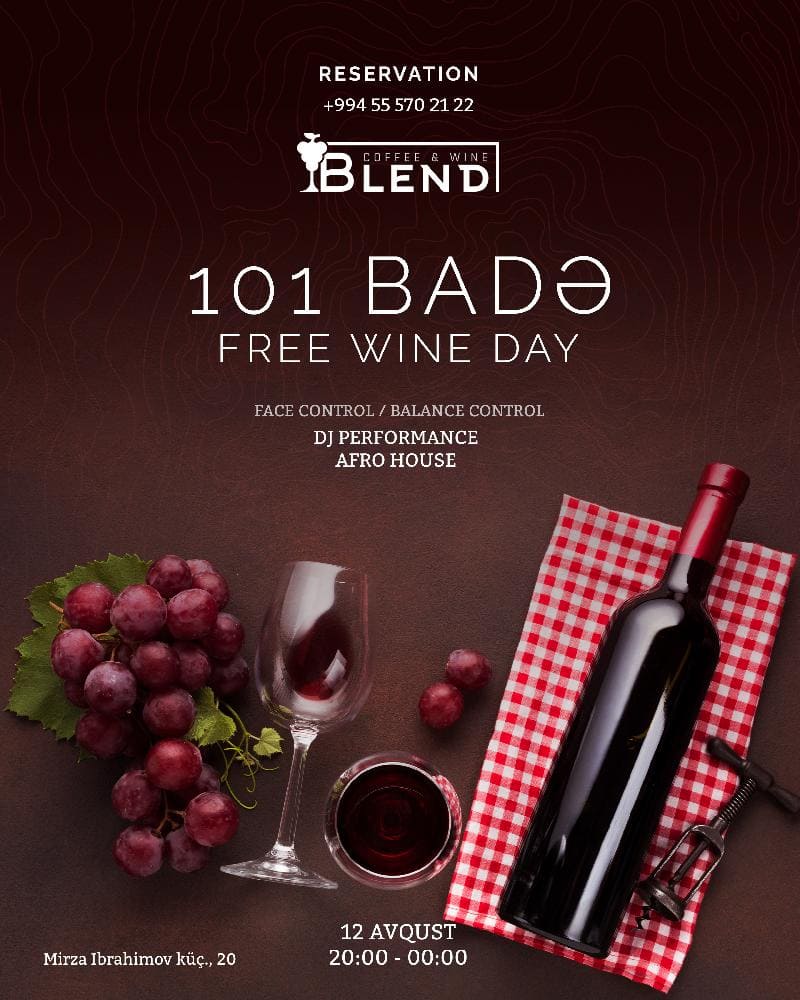 RESERVATION
+994 55 570 21 22
COFFEE & WINE
BLEND
101 BADƏ
FREE WINE DAY
FACE CONTROL / BALANCE CONTROL
DJ PERFORMANCE
AFRO HOUSE
12 AVQUST
20:00 - 00:00
Mirza Ibrahimov küç., 20